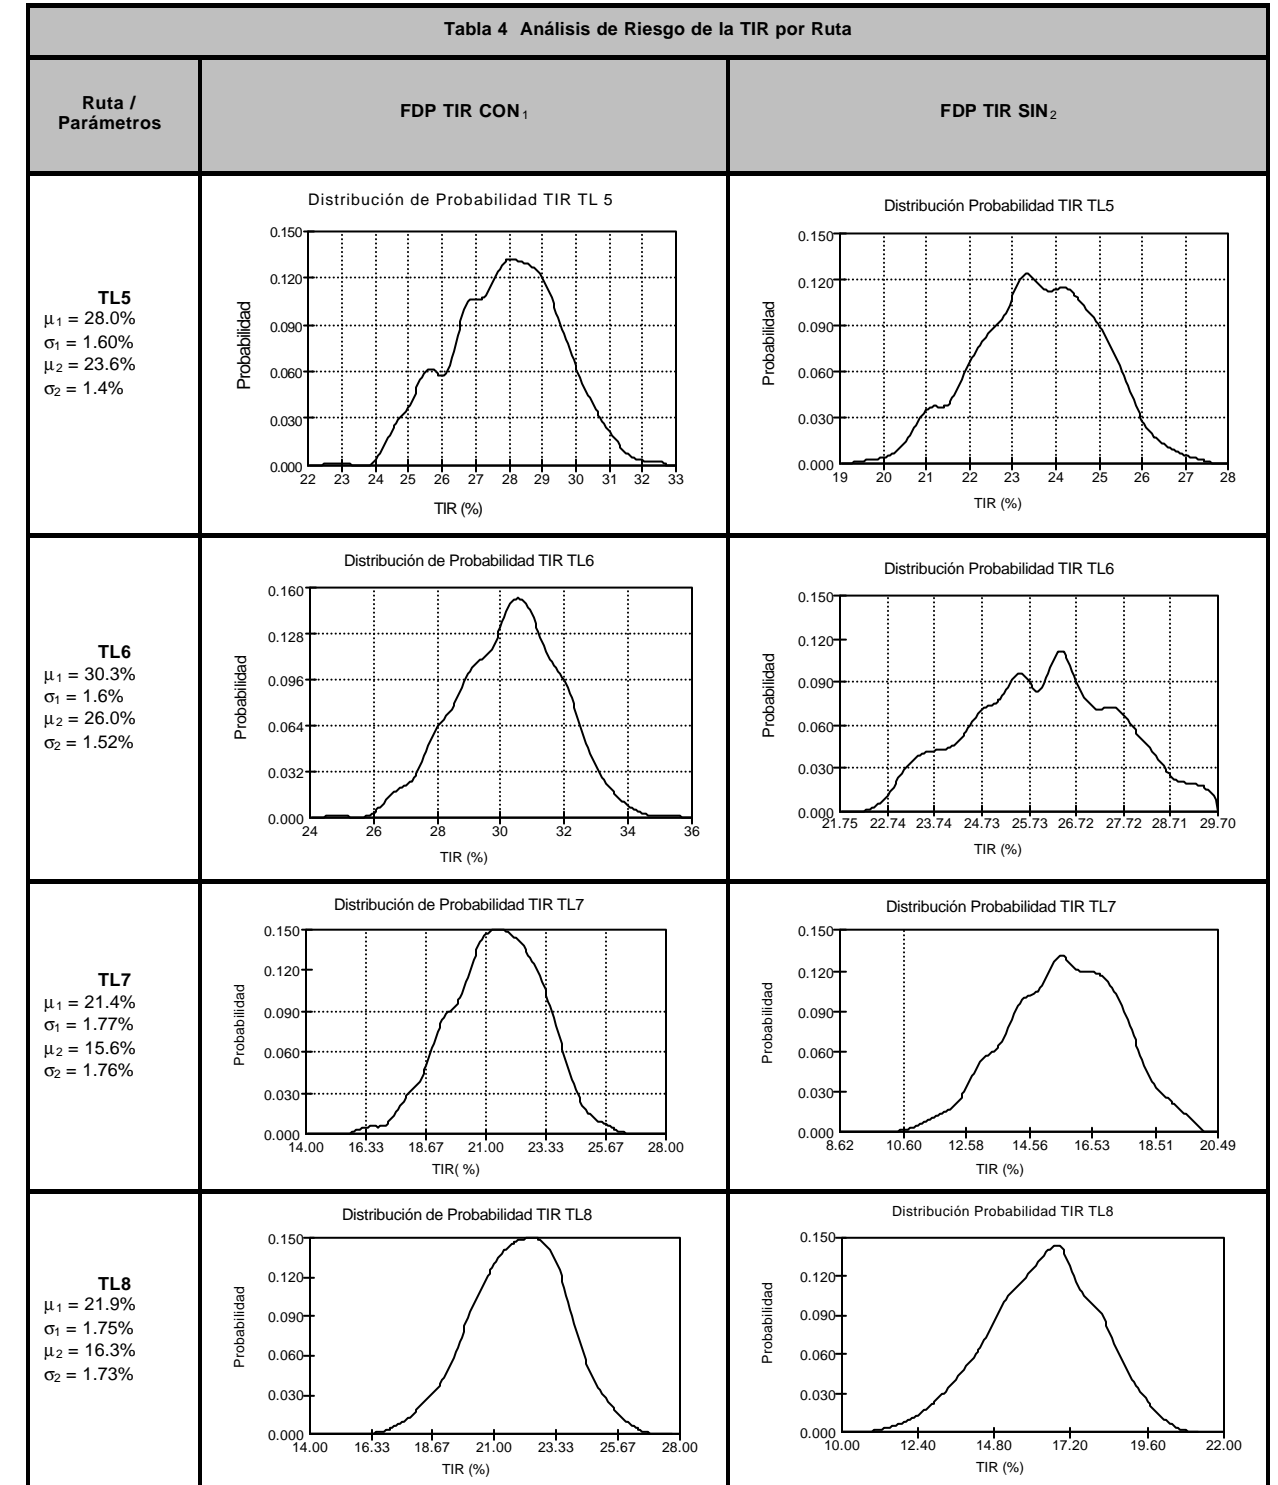 Tabla 4  Análisis de Riesgo de la TIR por Ruta
Ruta /
Parámetros
FDP TIR CON₁
FDP TIR SIN₂
TL5
μ₁ = 28.0%
σ₁ = 1.60%
μ₂ = 23.6%
σ₂ = 1.4%
Distribución de Probabilidad TIR TL 5
Probabilidad
0.150
0.120
0.090
0.060
0.030
0.000
22 23 24 25 26 27 28 29 30 31 32 33
TIR (%)
Distribución Probabilidad TIR TL5
Probabilidad
0.150
0.120
0.090
0.060
0.030
0.000
19 20 21 22 23 24 25 26 27 28
TIR (%)
TL6
μ₁ = 30.3%
σ₁ = 1.6%
μ₂ = 26.0%
σ₂ = 1.52%
Distribución de Probabilidad TIR TL6
Probabilidad
0.160
0.128
0.096
0.064
0.032
0.000
24 26 28 30 32 34 36
TIR (%)
Distribución Probabilidad TIR TL6
Probabilidad
0.150
0.120
0.090
0.060
0.030
0.000
21.75 22.74 23.74 24.73 25.73 26.72 27.72 28.71 29.70
TIR (%)
TL7
μ₁ = 21.4%
σ₁ = 1.77%
μ₂ = 15.6%
σ₂ = 1.76%
Distribución de Probabilidad TIR TL7
Probabilidad
0.150
0.120
0.090
0.060
0.030
0.000
14.00 16.33 18.67 21.00 23.33 25.67 28.00
TIR( %)
Distribución Probabilidad TIR TL7
Probabilidad
0.150
0.120
0.090
0.060
0.030
0.000
8.62 10.60 12.58 14.56 16.53 18.51 20.49
TIR (%)
TL8
μ₁ = 21.9%
σ₁ = 1.75%
μ₂ = 16.3%
σ₂ = 1.73%
Distribución de Probabilidad TIR TL8
Probabilidad
0.150
0.120
0.090
0.060
0.030
0.000
14.00 16.33 18.67 21.00 23.33 25.67 28.00
TIR (%)
Distribución Probabilidad TIR TL8
Probabilidad
0.150
0.120
0.090
0.060
0.030
0.000
10.00 12.40 14.80 17.20 19.60 22.00
TIR (%)